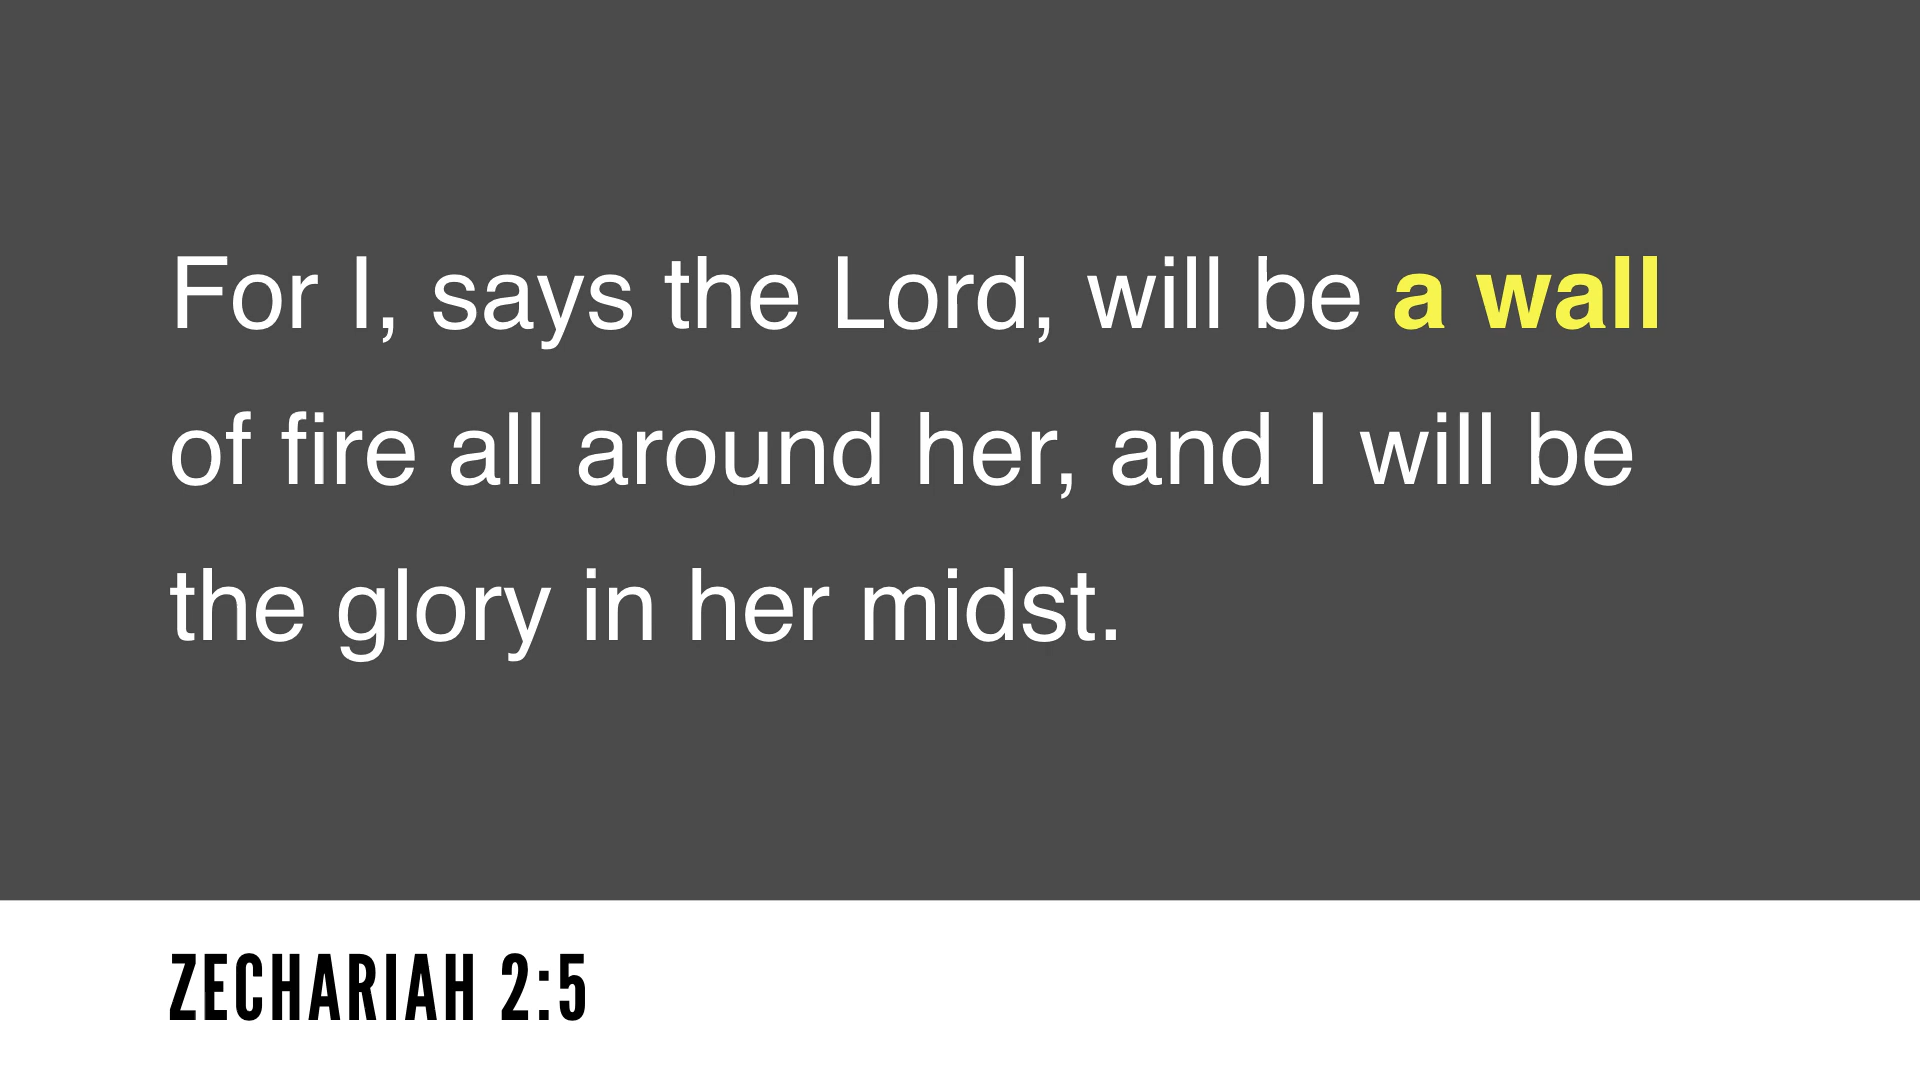 For I, says the Lord, will be a wall
of fire all around her, and I will be
the glory in her midst.
ZECHARIAH 2:5